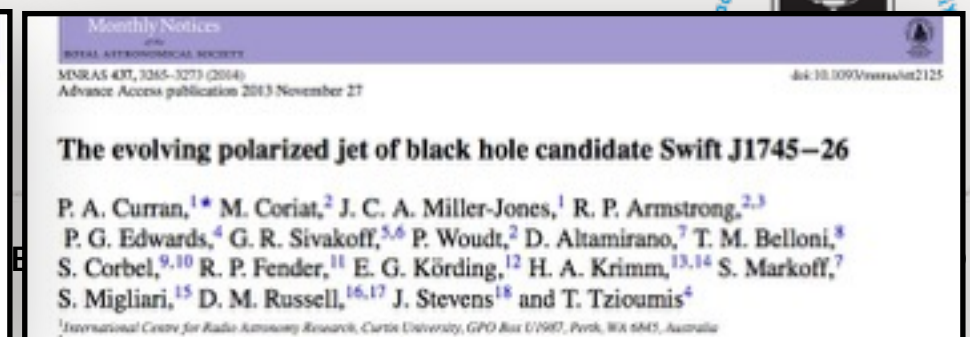 Monthly Notices
of the
ROYAL ASTRONOMICAL SOCIETY
MNRAS 437, 3265–3273 (2014)
doi:10.1093/mnras/stt2125
Advance Access publication 2013 November 27
The evolving polarized jet of black hole candidate Swift J1745−26
P. A. Curran,1★ M. Coriat,2 J. C. A. Miller-Jones,1 R. P. Armstrong,2,3
P. G. Edwards,4 G. R. Sivakoff,5,6 P. Woudt,2 D. Altamirano,7 T. M. Belloni,8
S. Corbel,9,10 R. P. Fender,11 E. G. Körding,12 H. A. Krimm,13,14 S. Markoff,7
S. Migliari,15 D. M. Russell,16,17 J. Stevens18 and T. Tzioumis4
1International Centre for Radio Astronomy Research, Curtin University, GPO Box U1987, Perth, WA 6845, Australia